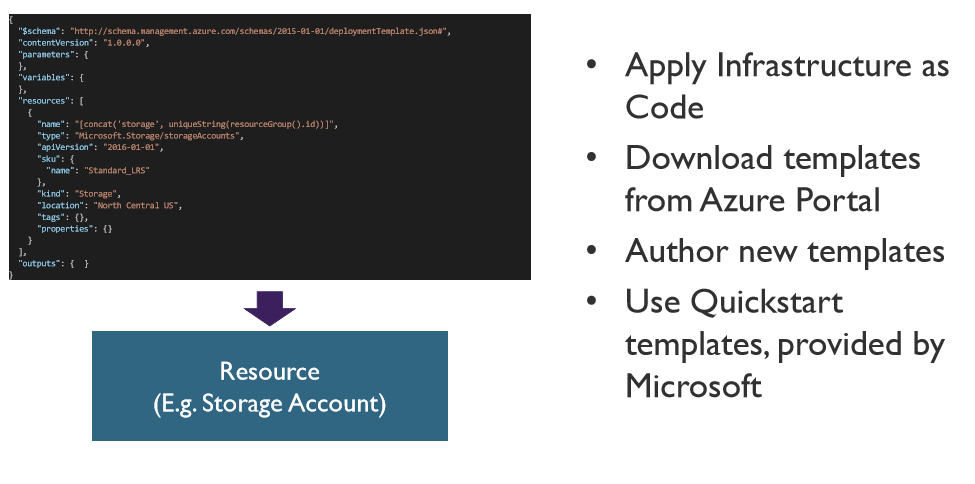 {
"$schema": "http://schema.management.azure.com/schemas/2015-01-01/deploymentTemplate.json#",
"contentVersion": "1.0.0.0",
"parameters": {
},
"variables": {
},
"resources": [
{
"name": "[concat('storage', uniqueString(resourceGroup().id))]",
"type": "Microsoft.Storage/storageAccounts",
"apiVersion": "2016-01-01",
"sku": {
"name": "Standard_LRS"
},
"kind": "Storage",
"location": "North Central US",
"tags": {},
"properties": {}
}
],
"outputs": { }
}
Resource
(E.g. Storage Account)
• Apply Infrastructure as
Code
• Download templates
from Azure Portal
• Author new templates
• Use Quickstart
templates, provided by
Microsoft